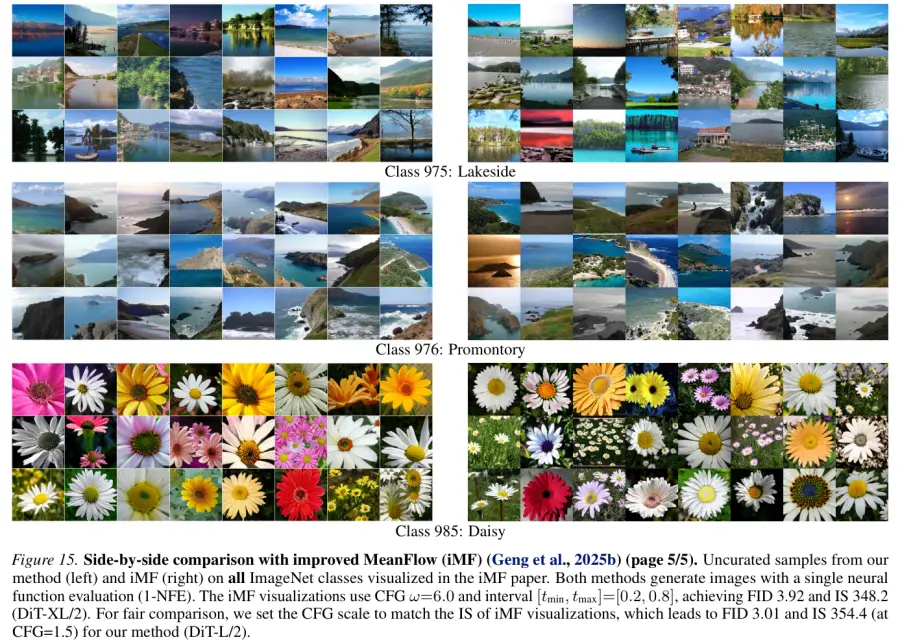 Class 975: Lakeside
Class 976: Promontory
Class 985: Daisy
Figure 15. Side-by-side comparison with improved MeanFlow (iMF) (Geng et al., 2025b) (page 5/5). Uncurated samples from our
method (left) and iMF (right) on all ImageNet classes visualized in the iMF paper. Both methods generate images with a single neural
function evaluation (1-NFE). The iMF visualizations use CFG ω=6.0 and interval [tmin, tmax]=[0.2, 0.8], achieving FID 3.92 and IS 348.2
(DiT-XL/2). For fair comparison, we set the CFG scale to match the IS of iMF visualizations, which leads to FID 3.01 and IS 354.4 (at
CFG=1.5) for our method (DiT-L/2).